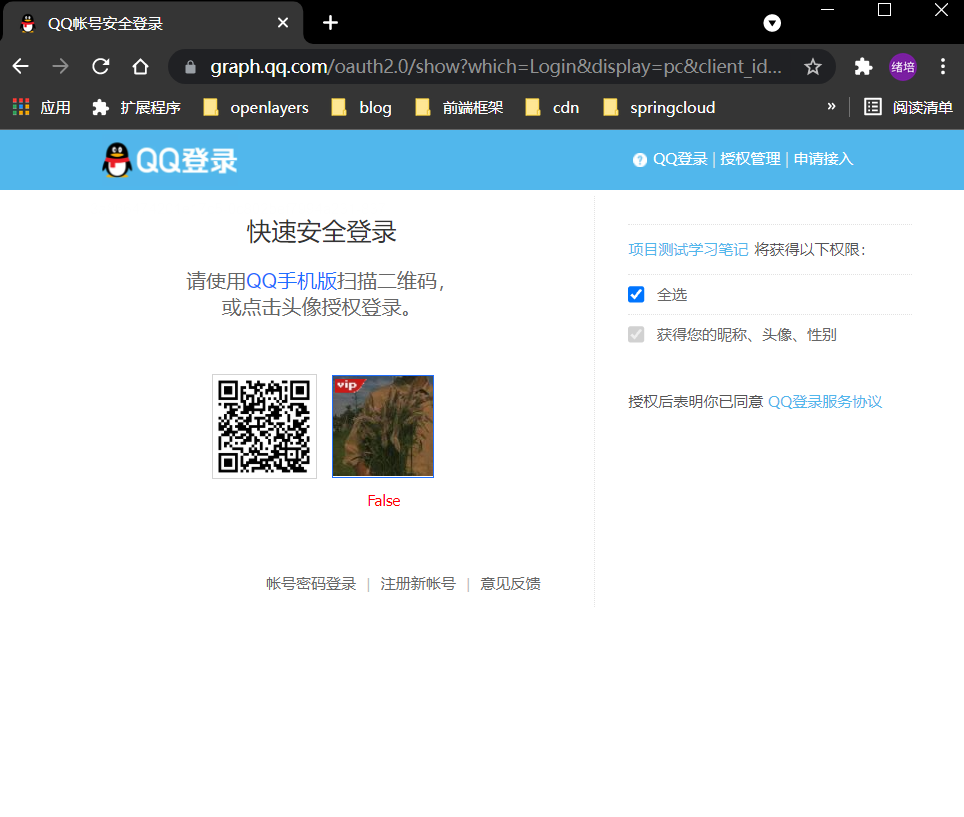 QQ帐号安全登录
graph.qq.com/oauth2.0/show?which=Login&display=pc&client_id...
绪培
应用 扩展程序 openlayers blog 前端框架 cdn springcloud » 阅读清单
QQ登录
? QQ登录 | 授权管理 | 申请接入
快速安全登录
请使用QQ手机版扫描二维码，
或点击头像授权登录。
vip
False
帐号密码登录 | 注册新帐号 | 意见反馈
项目测试学习笔记 将获得以下权限：
全选
获得您的昵称、头像、性别
授权后表明你已同意 QQ登录服务协议